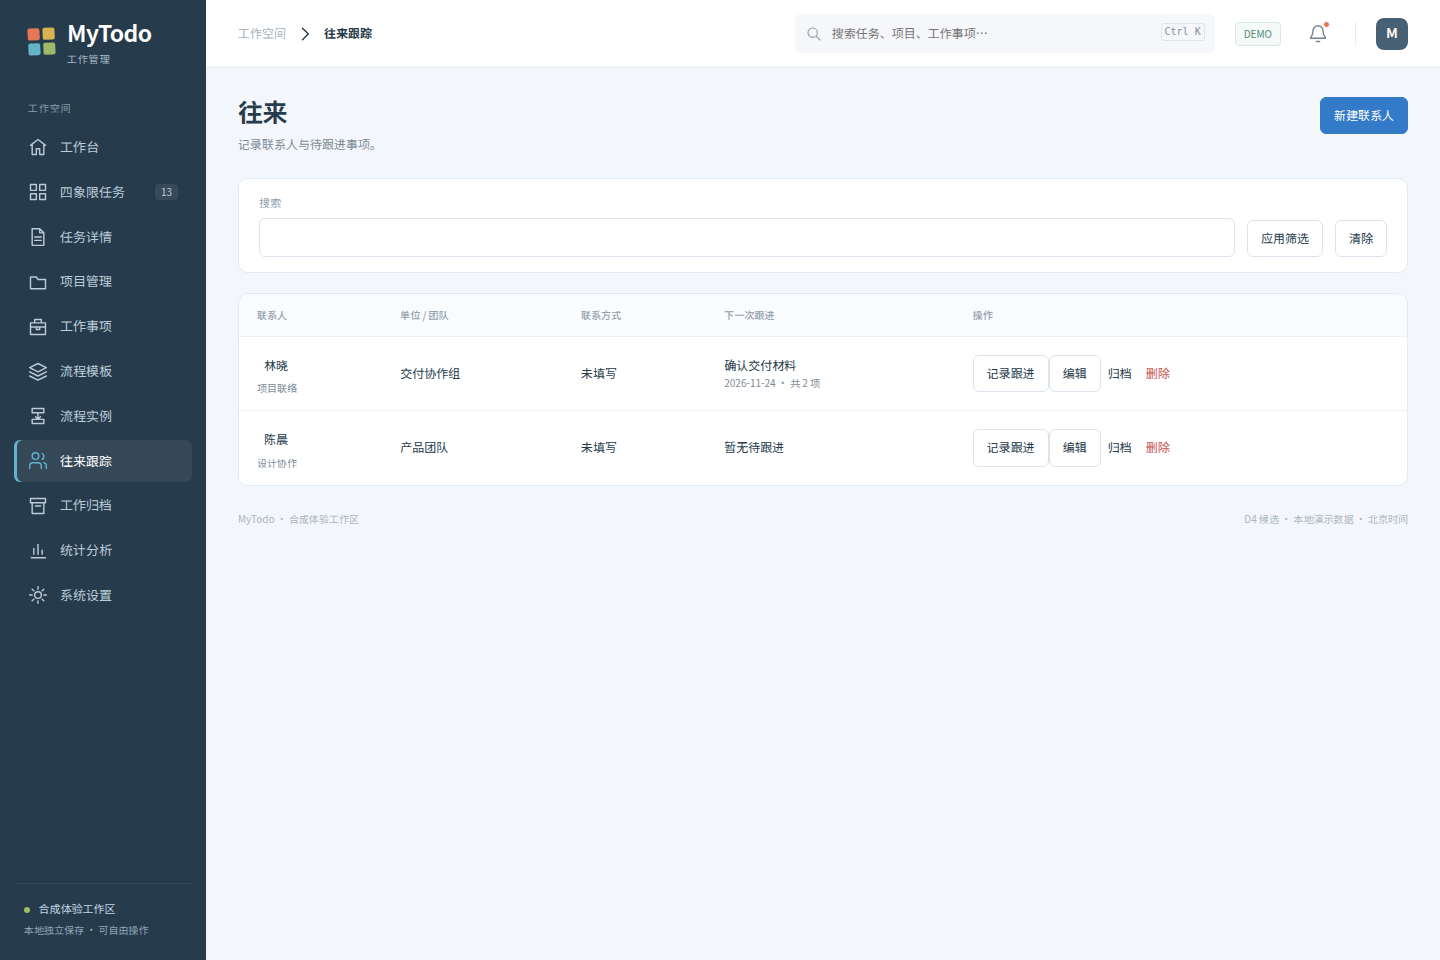 MyTodo
工作管理
工作空间
工作台
四象限任务 13
任务详情
项目管理
工作事项
流程模板
流程实例
往来跟踪
工作归档
统计分析
系统设置
合成体验工作区
本地独立保存 · 可自由操作
工作空间 往来跟踪
搜索任务、项目、工作事项… Ctrl K
DEMO
M
往来
记录联系人与待跟进事项。
新建联系人
搜索
应用筛选 清除
联系人 单位 / 团队 联系方式 下一次跟进 操作
林晓
项目联络
交付协作组 未填写
确认交付材料
2026-11-24 · 共 2 项
记录跟进 编辑 归档 删除
陈晨
设计协作
产品团队 未填写 暂无待跟进
记录跟进 编辑 归档 删除
MyTodo · 合成体验工作区
D4 候选 · 本地演示数据 · 北京时间